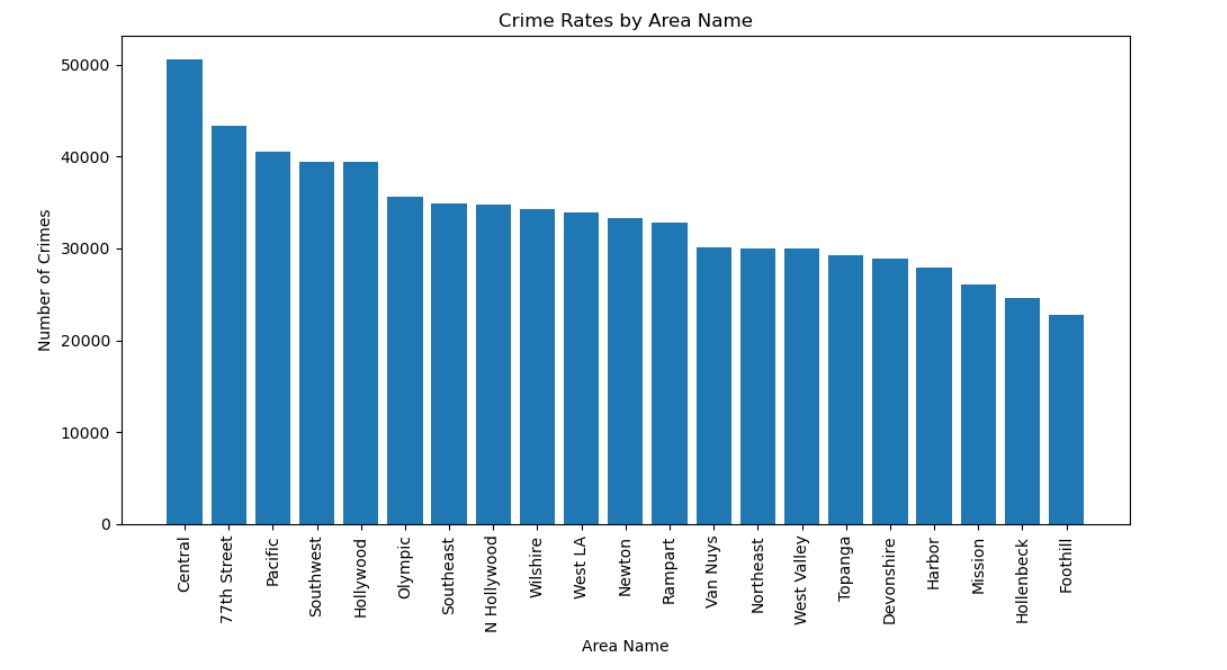 Crime Rates by Area Name
Number of Crimes
50000
40000
30000
20000
10000
0
Central
77th Street
Pacific
Southwest
Hollywood
Olympic
Southeast
N Hollywood
Wilshire
West LA
Newton
Rampart
Van Nuys
Northeast
West Valley
Topanga
Devonshire
Harbor
Mission
Hollenbeck
Foothill
Area Name